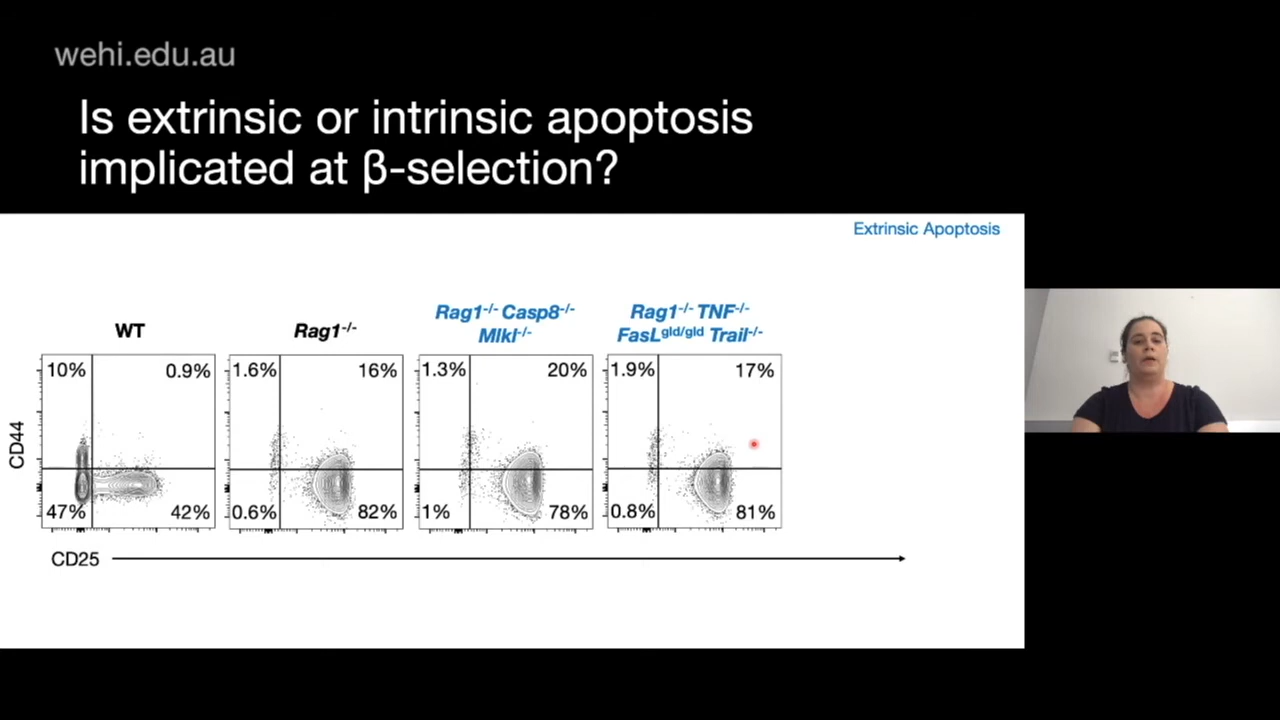 wehi.edu.au
Is extrinsic or intrinsic apoptosis
implicated at β-selection?
Extrinsic Apoptosis
WT
Rag1-/-
Rag1-/- Casp8-/-
Mlkl-/-
Rag1-/- TNF-/-
FasLgld/gld Trail-/-
10% 0.9%
47% 42%
1.6% 16%
0.6% 82%
1.3% 20%
1% 78%
1.9% 17%
0.8% 81%
CD44
CD25